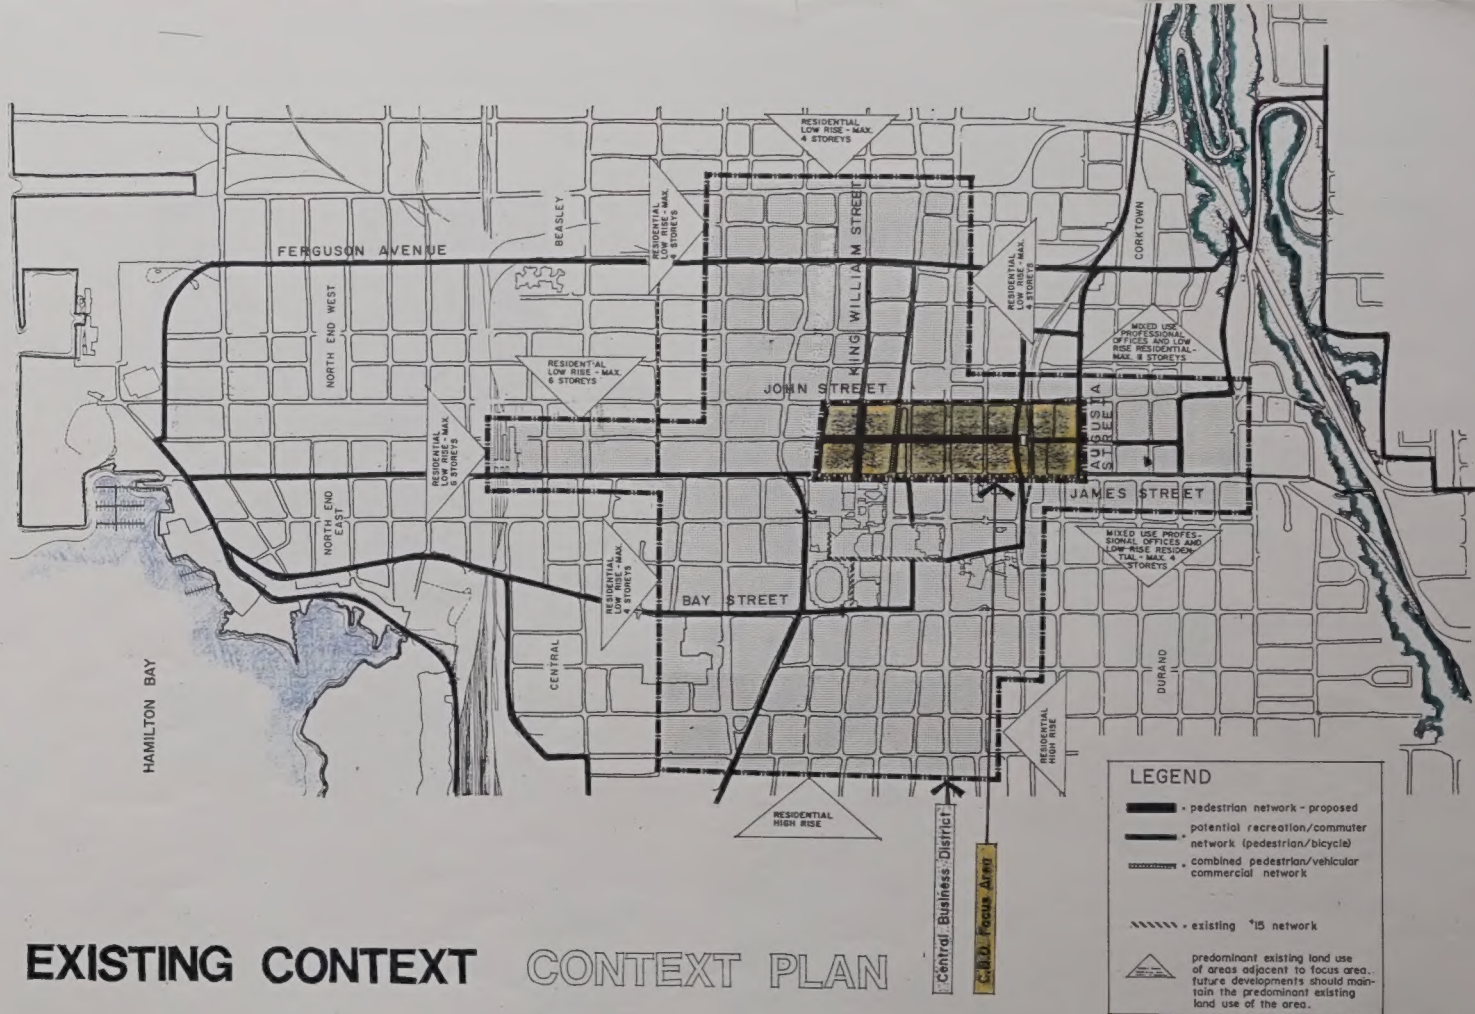 RESIDENTIAL
LOW RISE - MAX.
4 STOREYS
RESIDENTIAL
LOW RISE - MAX.
4 STOREYS
BEASLEY
KING WILLIAM STREET
CORKTOWN
FERGUSON AVENUE
RESIDENTIAL
LOW RISE - MAX.
4 STOREYS
NORTH END WEST
MIXED USE
PROFESSIONAL
OFFICES AND LOW
RISE RESIDENTIAL-
MAX. 8 STOREYS
RESIDENTIAL
LOW RISE - MAX.
6 STOREYS
JOHN STREET
AUGUSTA
STREET
RESIDENTIAL
LOW RISE - MAX.
6 STOREYS
JAMES STREET
NORTH END
EAST
MIXED USE PROFES-
SIONAL OFFICES AND
LOW RISE RESIDEN-
TIAL - MAX. 4
STOREYS
RESIDENTIAL
LOW RISE - MAX.
4 STOREYS
BAY STREET
CENTRAL
DURAND
HAMILTON BAY
RESIDENTIAL
HIGH RISE
RESIDENTIAL
HIGH RISE
Central Business District
C.B.D. Focus Area
LEGEND
- pedestrian network - proposed
- potential recreation/commuter
network (pedestrian/bicycle)
- combined pedestrian/vehicular
commercial network
- existing +15 network
predominant existing land use
of areas adjacent to focus area.
future developments should main-
tain the predominant existing
land use of the area.
EXISTING CONTEXT CONTEXT PLAN